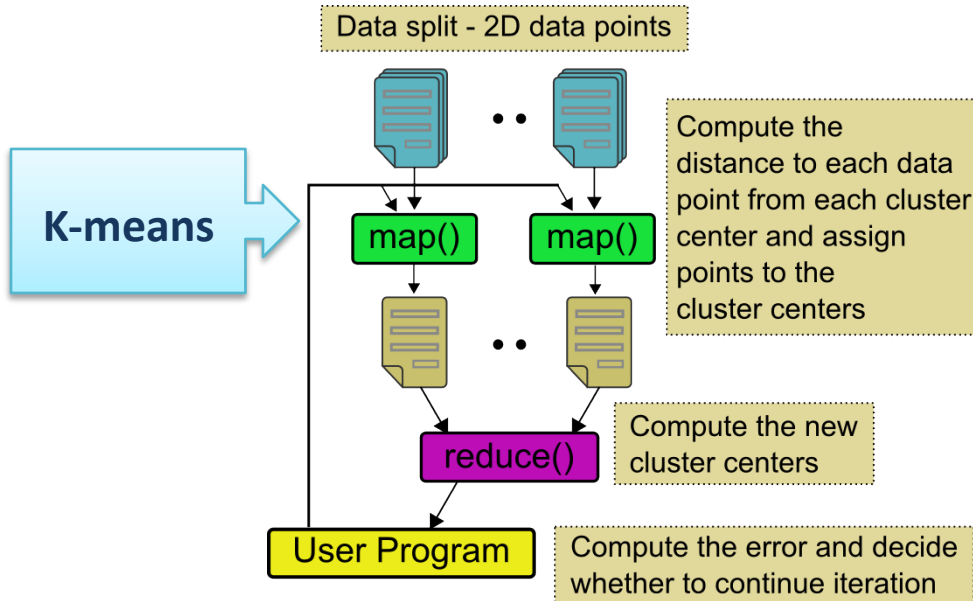 Data split - 2D data points
K-means
Compute the
distance to each data
point from each cluster
center and assign
points to the
cluster centers
map()
map()
reduce()
Compute the new
cluster centers
User Program
Compute the error and decide
whether to continue iteration